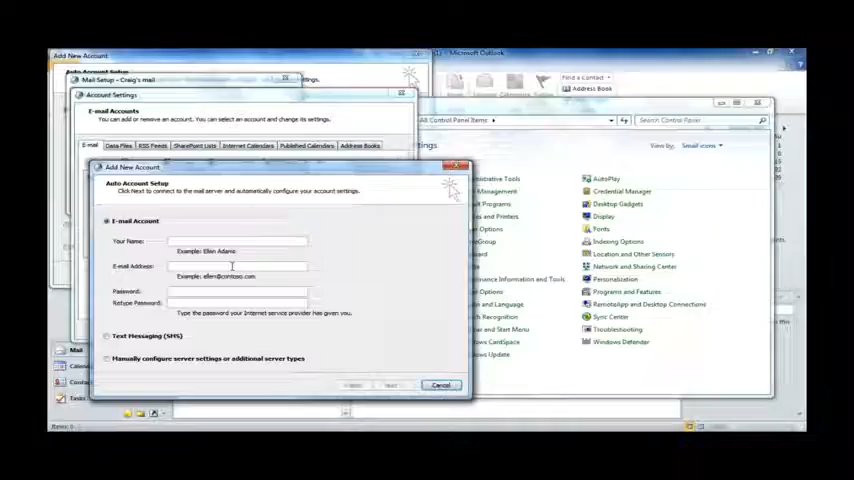 Add New Account
Microsoft Outlook
Mail Setup - Craig's mail
Find a Contact
Address Book
Account Settings
E-mail Accounts
You can add or remove an account. You can select an account and change its settings.
All Control Panel Items
Search Control Panel
E-mail Data Files RSS Feeds SharePoint Lists Internet Calendars Published Calendars Address Books
View by: Small icons
Add New Account
Auto Account Setup
Click Next to connect to the mail server and automatically configure your account settings.
AutoPlay
Credential Manager
Desktop Gadgets
Display
Fonts
Indexing Options
Location and Other Sensors
Network and Sharing Center
Personalization
Programs and Features
RemoteApp and Desktop Connections
Sync Center
Troubleshooting
Windows Defender
E-mail Account
Your Name:
Example: Ellen Adams
E-mail Address:
Example: ellen@contoso.com
Password:
Retype Password:
Type the password your Internet service provider has given you.
Text Messaging (SMS)
Manually configure server settings or additional server types
Cancel
Mail
Tasks
Items: 0